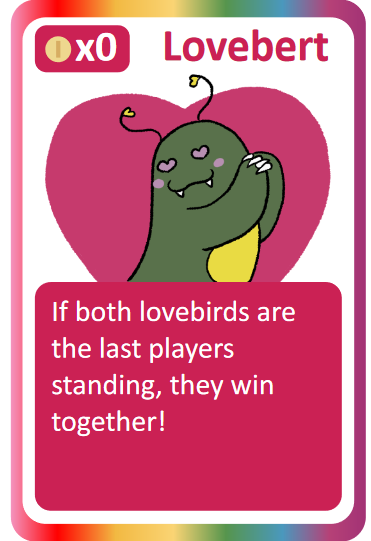 x0 Lovebert
If both lovebirds are
the last players
standing, they win
together!